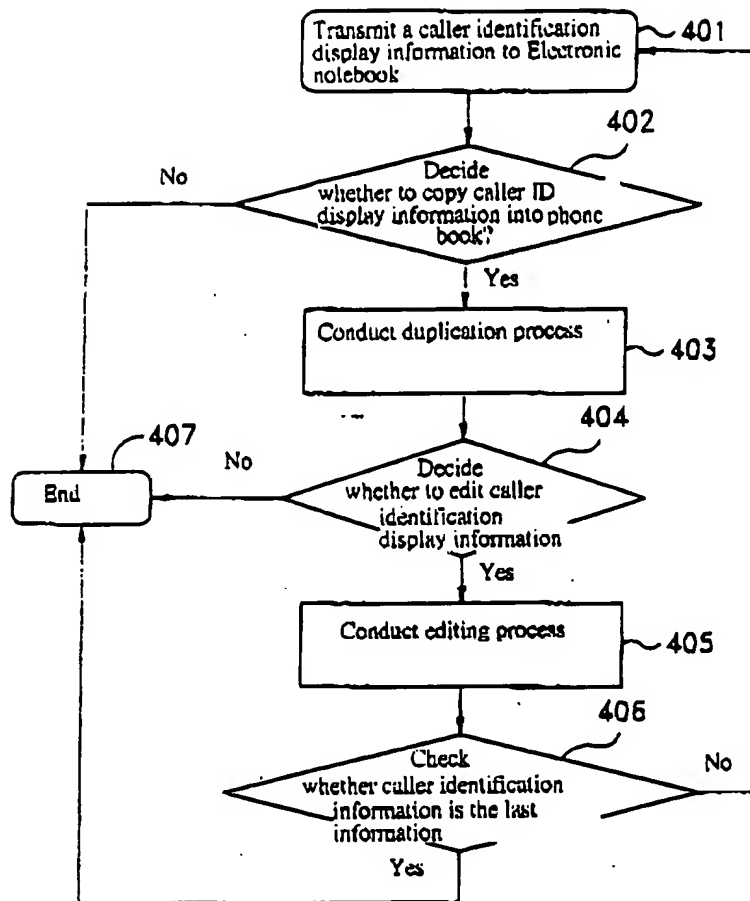 Transmit a caller identification
display information to Electronic
notebook
401
402
No
Decide
whether to copy caller ID
display information into phone
book?
Yes
Conduct duplication process
403
404
407
No
End
Decide
whether to edit caller
identification
display information
Yes
Conduct editing process
405
406
Check
whether caller identification
information is the last
information
No
Yes